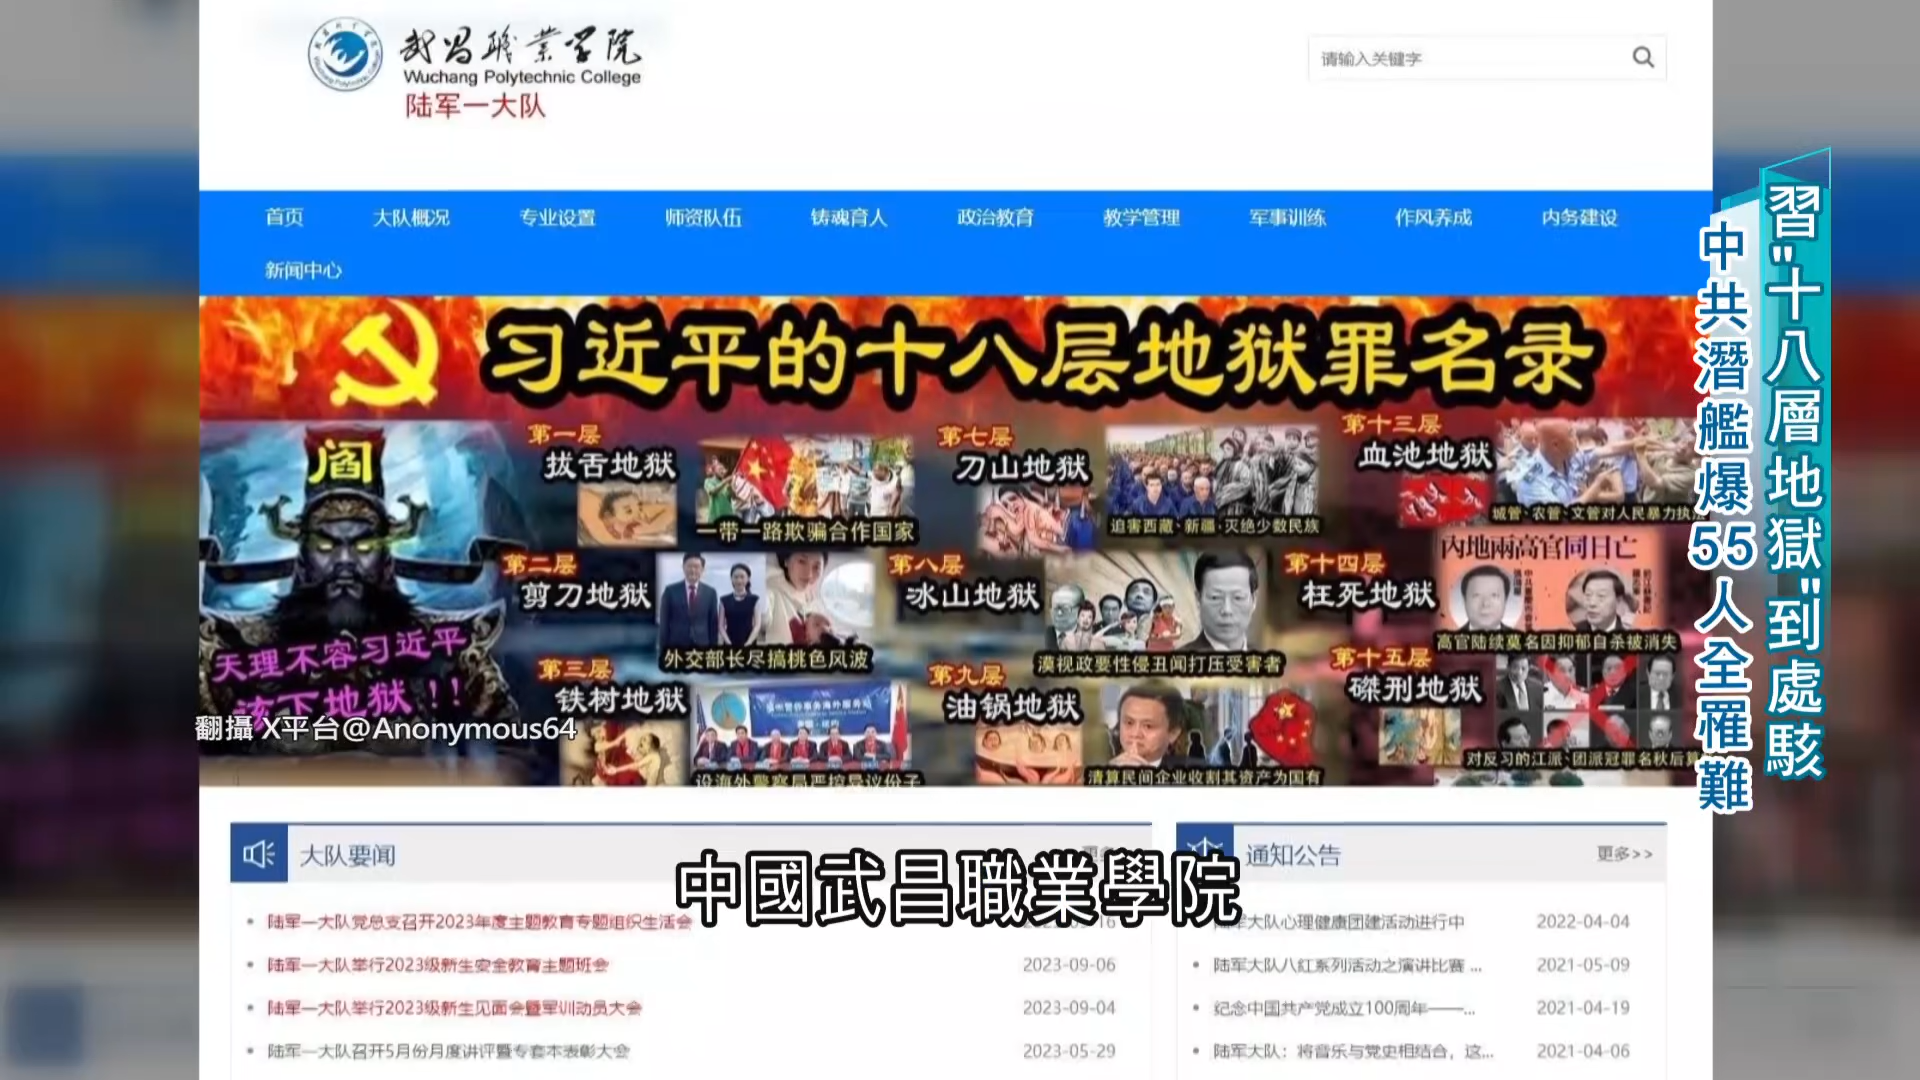 武昌職業学院
Wuchang Polytechnic College
陆军一大队
请输入关键字
首页
大队概况
专业设置
师资队伍
铸魂育人
政治教育
教学管理
军事训练
作风养成
内务建设
新闻中心
习近平的十八层地狱罪名录
阎
天理不容习近平
该下地狱！！
翻攝 X平台@Anonymous64
第一层
拔舌地狱
一带一路欺骗合作国家
第二层
剪刀地狱
外交部长尽搞桃色风波
第三层
铁树地狱
设海外警察局严控异议份子
第七层
刀山地狱
迫害西藏、新疆、灭绝少数民族
第八层
冰山地狱
漠视政要性侵丑闻打压受害者
第九层
油锅地狱
清算民间企业收割其资产为国有
第十三层
血池地狱
城管、农管、文管对人民暴力执法
第十四层
枉死地狱
內地兩高官同日亡
高官陆续莫名因抑郁自杀被消失
第十五层
磔刑地狱
对反习的江派、团派冠罪名秋后算
習"十八層地獄"到處駭
中共潛艦爆55人全罹難
大队要闻
陆军一大队党总支召开2023年度主题教育专题组织生活会
陆军一大队举行2023级新生安全教育主题班会 2023-09-06
陆军一大队举行2023级新生见面会暨军训动员大会 2023-09-04
陆军一大队召开5月份月度讲评暨专套本表彰大会 2023-05-29
通知公告
更多>>
陆军大队心理健康团建活动进行中 2022-04-04
陆军大队八红系列活动之演讲比赛 ... 2021-05-09
纪念中国共产党成立100周年——... 2021-04-19
陆军大队：将音乐与党史相结合，这... 2021-04-06
中國武昌職業學院